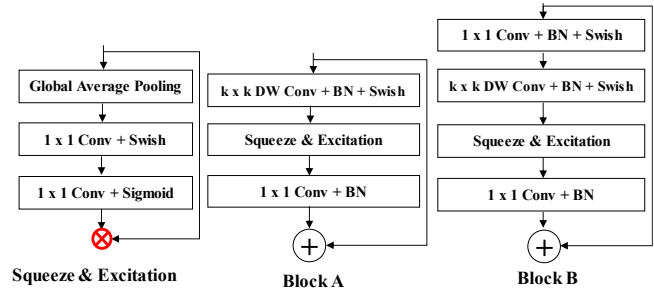 Global Average Pooling
1 x 1 Conv + Swish
1 x 1 Conv + Sigmoid
Squeeze & Excitation
k x k DW Conv + BN + Swish
Squeeze & Excitation
1 x 1 Conv + BN
+
Block A
1 x 1 Conv + BN + Swish
k x k DW Conv + BN + Swish
Squeeze & Excitation
1 x 1 Conv + BN
+
Block B